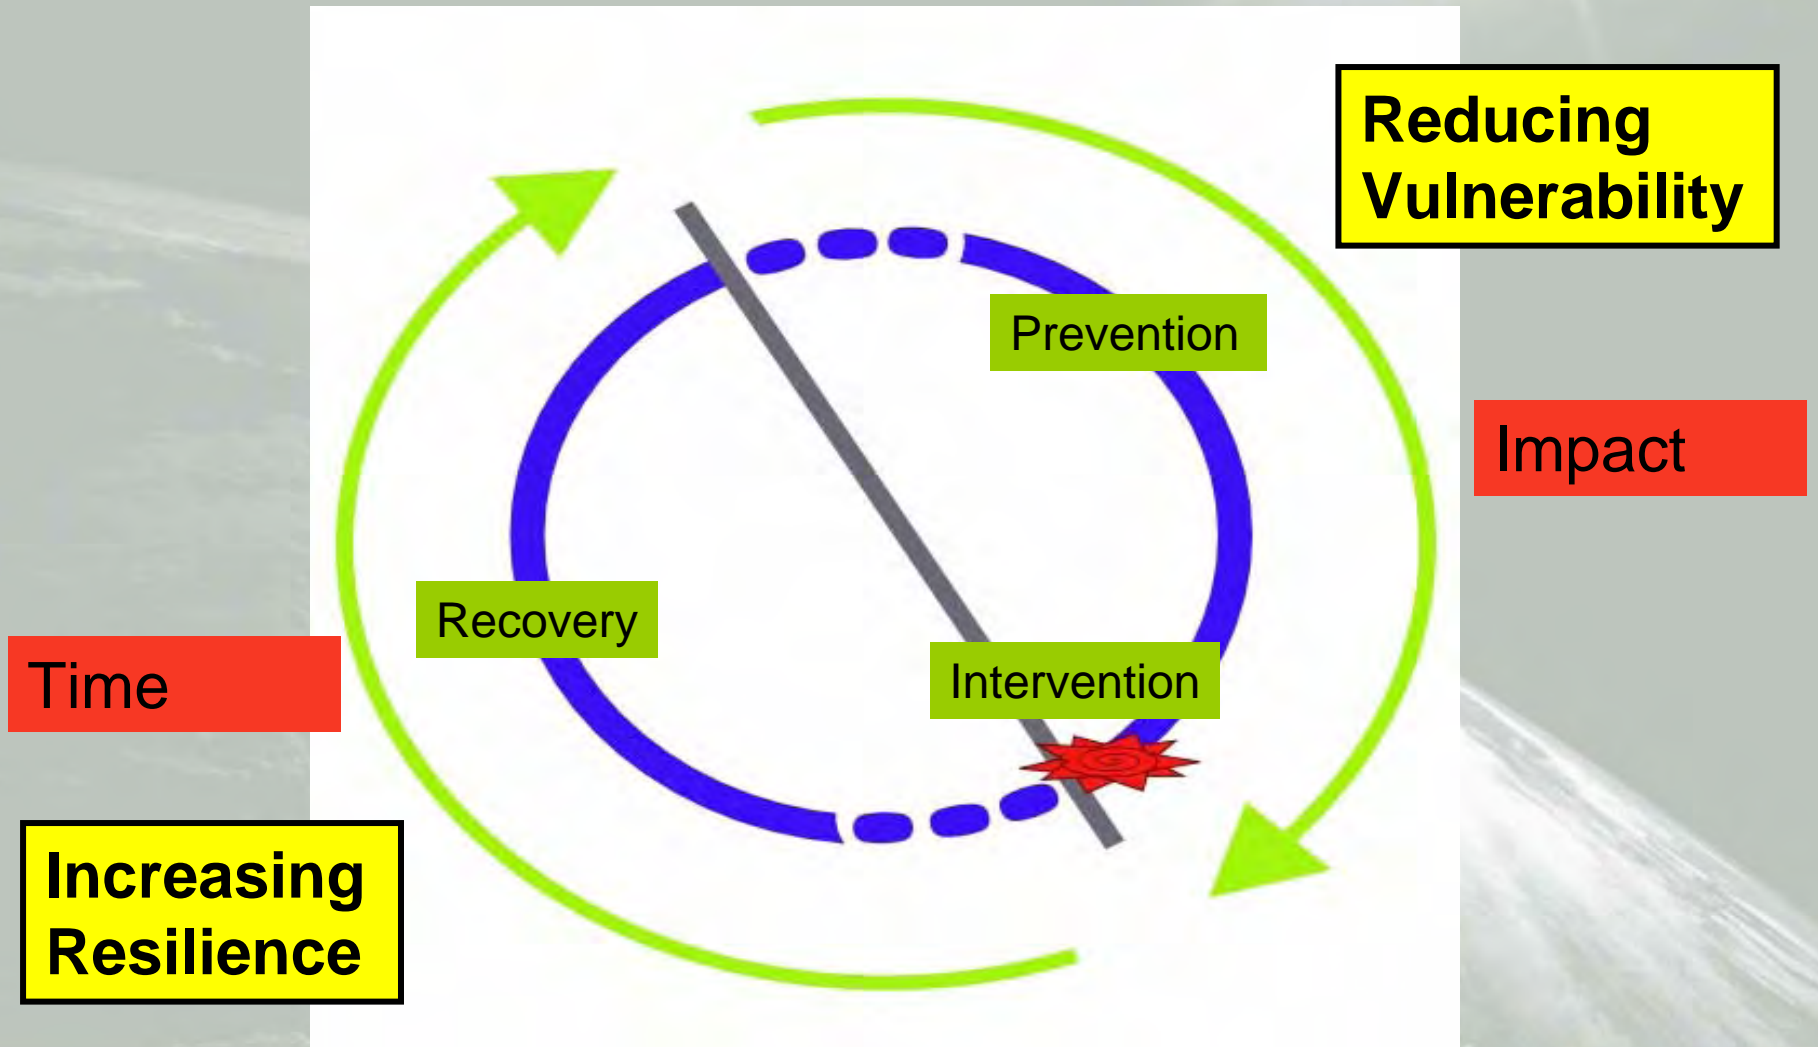 Reducing
Vulnerability
Prevention
Impact
Recovery
Intervention
Time
Increasing
Resilience